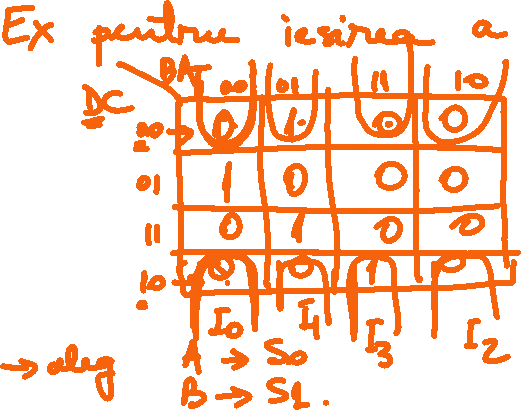 Ex pentru iesirea a
BA 00 01 11 10
DC
00 → 0 1 0 0
01 1 0 0 0
11 0 1 0 0
10 → 0 0 1 0
I0 I1 I3 I2
→ aleg A → S0
B → S1.